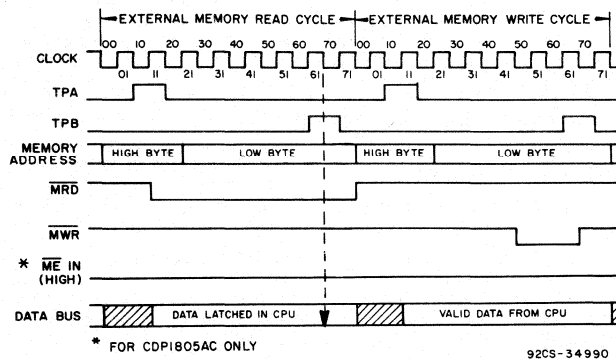 EXTERNAL MEMORY READ CYCLE EXTERNAL MEMORY WRITE CYCLE
00 10 20 30 40 50 60 70 00 10 20 30 40 50 60 70
CLOCK
01 11 21 31 41 51 61 71 01 11 21 31 41 51 61 71
TPA
TPB
MEMORY ADDRESS HIGH BYTE LOW BYTE HIGH BYTE LOW BYTE
MRD
MWR
* ME IN
(HIGH)
DATA BUS DATA LATCHED IN CPU VALID DATA FROM CPU
* FOR CDP1805AC ONLY
92CS-34990